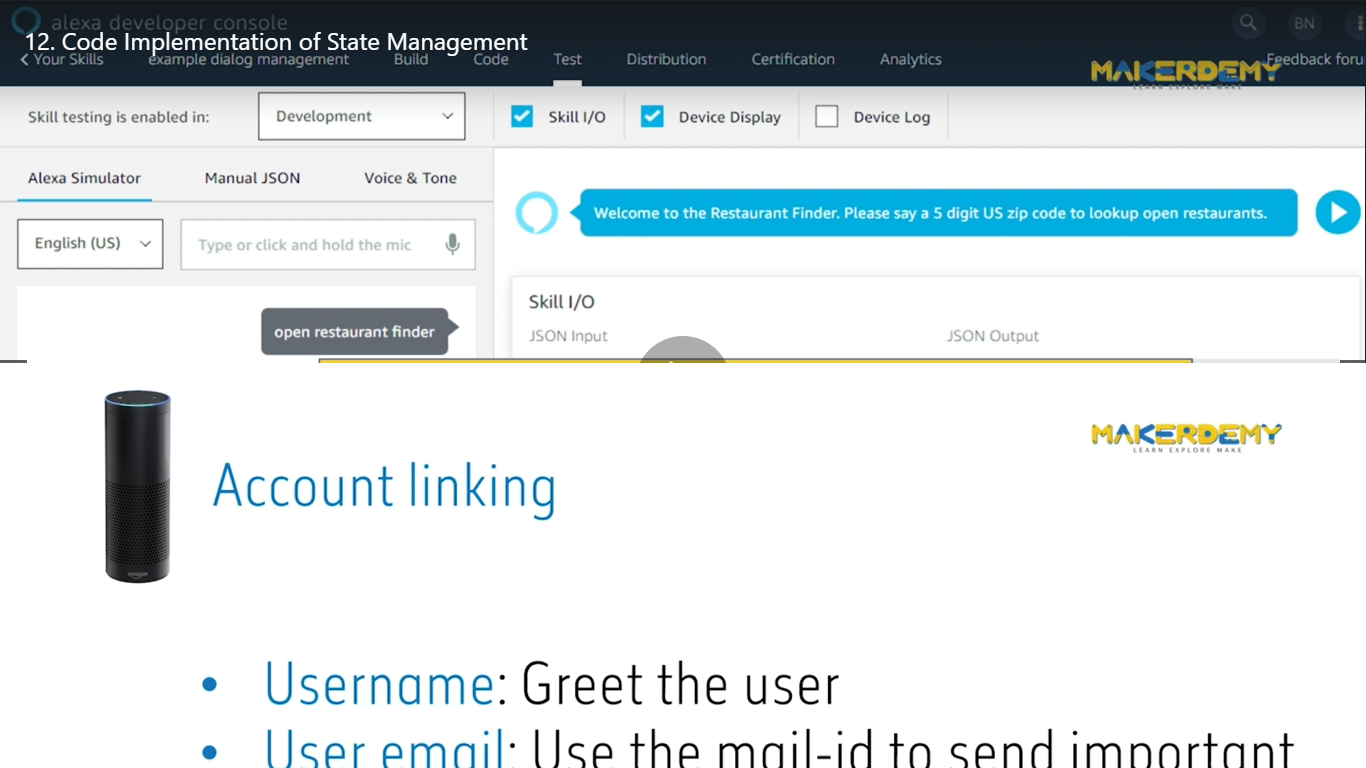 alexa developer console
BN
12. Code Implementation of State Management
Your Skills
example dialog management
Build
Code
Test
Distribution
Certification
Analytics
Feedback foru
MAKERDEMY
LEARN EXPLORE MAKE
Skill testing is enabled in:
Development
Skill I/O
Device Display
Device Log
Alexa Simulator
Manual JSON
Voice & Tone
Welcome to the Restaurant Finder. Please say a 5 digit US zip code to lookup open restaurants.
English (US)
Type or click and hold the mic
open restaurant finder
Skill I/O
JSON Input
JSON Output
MAKERDEMY
LEARN EXPLORE MAKE
Account linking
amazon
• Username: Greet the user
• User email: Use the mail-id to send important